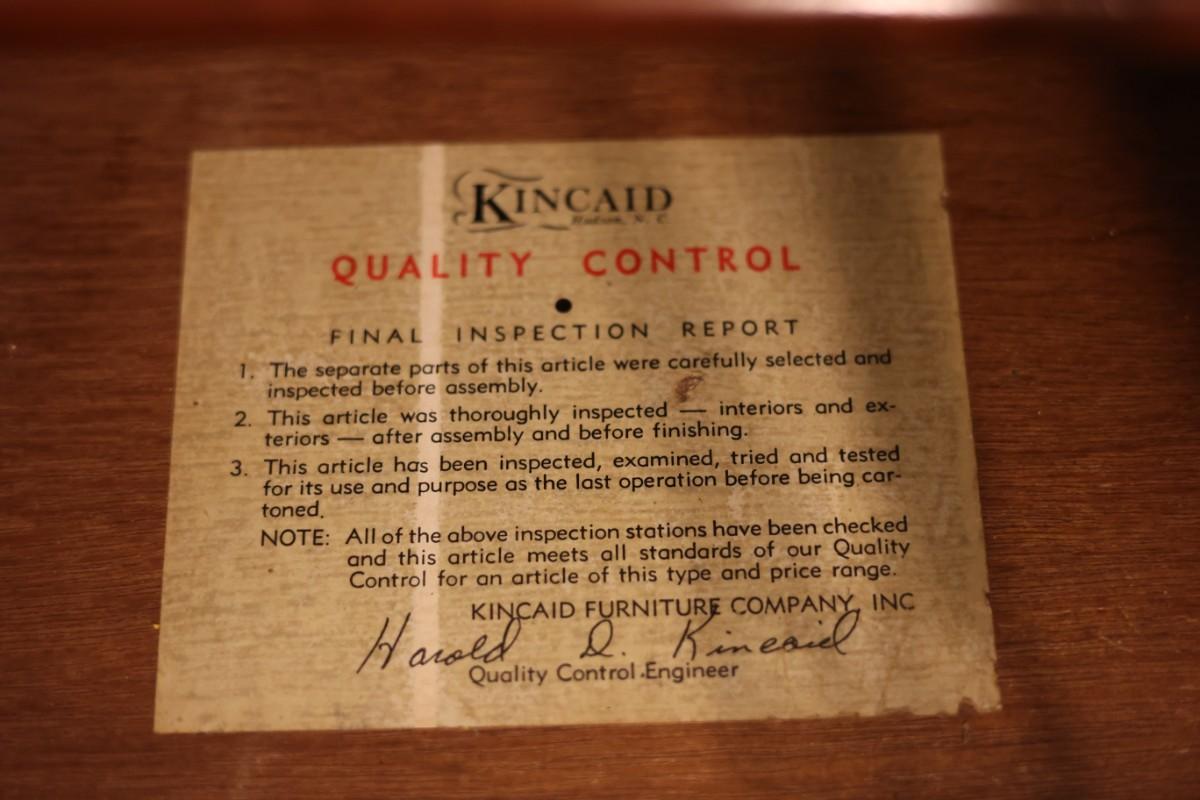 KINCAID
Hudson, N. C
QUALITY CONTROL
FINAL INSPECTION REPORT
1. The separate parts of this article were carefully selected and
inspected before assembly.
2. This article was thoroughly inspected — interiors and ex-
teriors — after assembly and before finishing.
3. This article has been inspected, examined, tried and tested
for its use and purpose as the last operation before being car-
toned.
NOTE: All of the above inspection stations have been checked
and this article meets all standards of our Quality
Control for an article of this type and price range.
KINCAID FURNITURE COMPANY, INC
Harold D. Kincaid
Quality Control Engineer